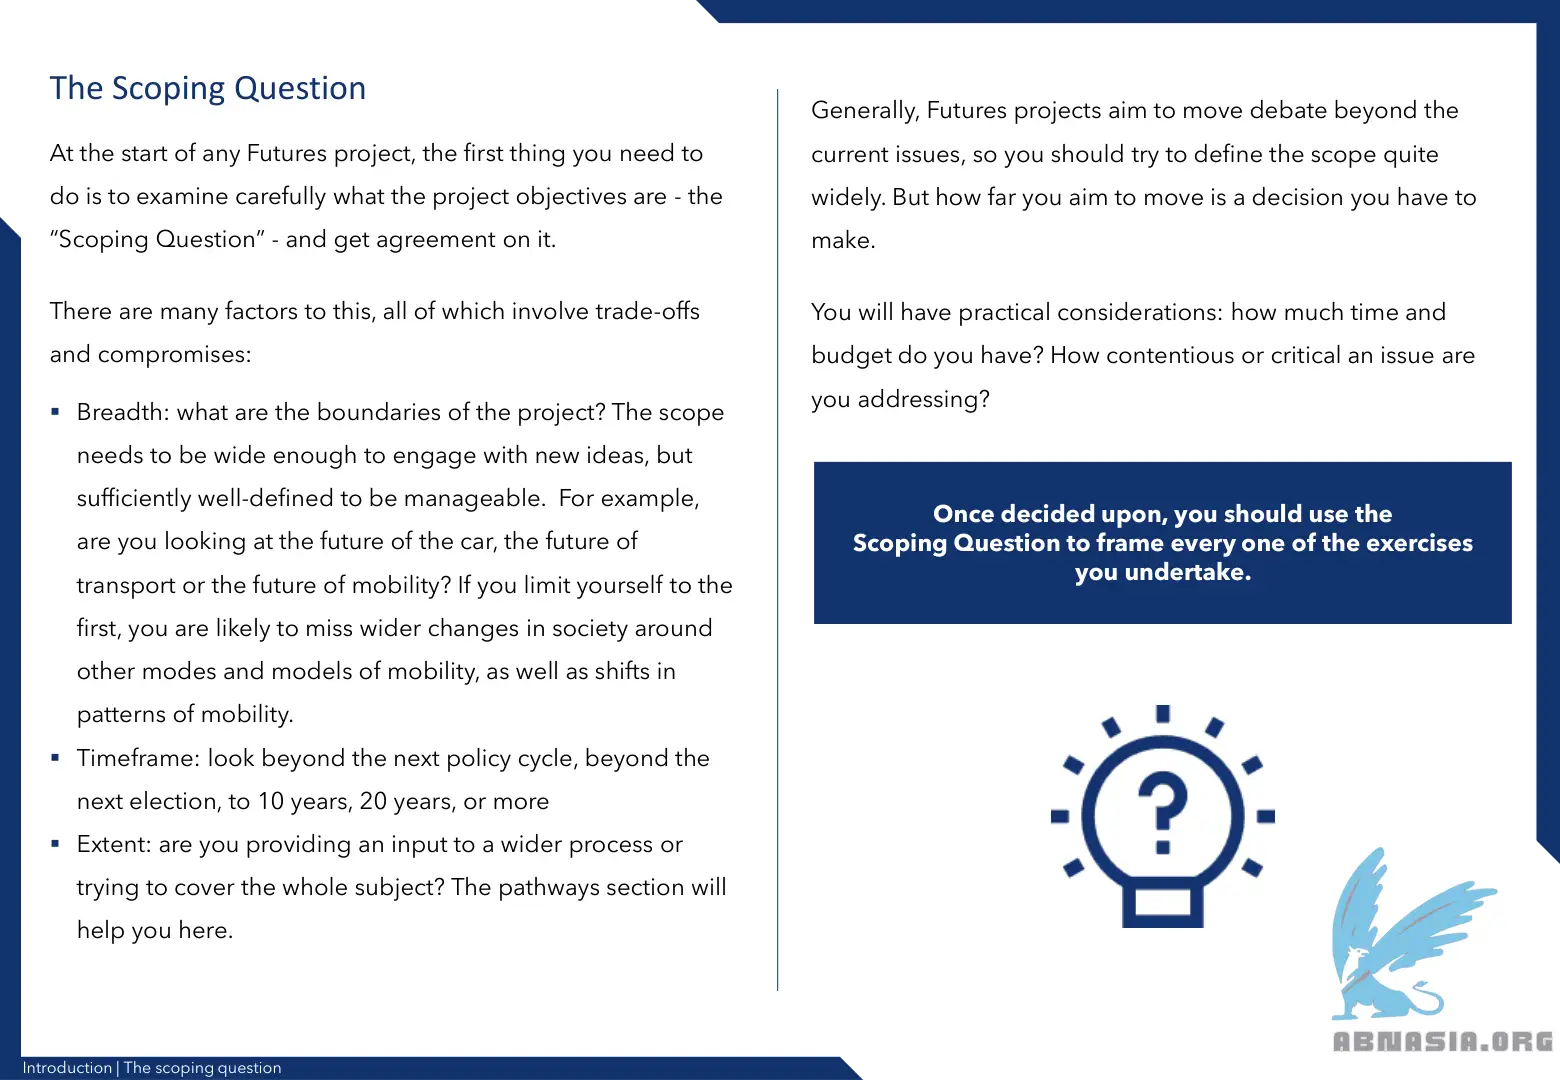 The Scoping Question
At the start of any Futures project, the first thing you need to
do is to examine carefully what the project objectives are - the
“Scoping Question” - and get agreement on it.
There are many factors to this, all of which involve trade-offs
and compromises:
▪ Breadth: what are the boundaries of the project? The scope
needs to be wide enough to engage with new ideas, but
sufficiently well-defined to be manageable.  For example,
are you looking at the future of the car, the future of
transport or the future of mobility? If you limit yourself to the
first, you are likely to miss wider changes in society around
other modes and models of mobility, as well as shifts in
patterns of mobility.
▪ Timeframe: look beyond the next policy cycle, beyond the
next election, to 10 years, 20 years, or more
▪ Extent: are you providing an input to a wider process or
trying to cover the whole subject? The pathways section will
help you here.
Generally, Futures projects aim to move debate beyond the
current issues, so you should try to define the scope quite
widely. But how far you aim to move is a decision you have to
make.
You will have practical considerations: how much time and
budget do you have? How contentious or critical an issue are
you addressing?
Once decided upon, you should use the
Scoping Question to frame every one of the exercises
you undertake.
?
ABNASIA.ORG
Introduction | The scoping question